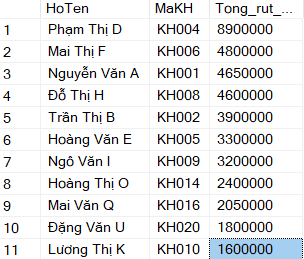 HoTen MaKH Tong_rut_...
1 Phạm Thị D KH004 8900000
2 Mai Thị F KH006 4800000
3 Nguyễn Văn A KH001 4650000
4 Đỗ Thị H KH008 4600000
5 Trần Thị B KH002 3900000
6 Hoàng Văn E KH005 3300000
7 Ngô Văn I KH009 3200000
8 Hoàng Thị O KH014 2400000
9 Mai Văn Q KH016 2050000
10 Đặng Văn U KH020 1800000
11 Lương Thị K KH010 1600000